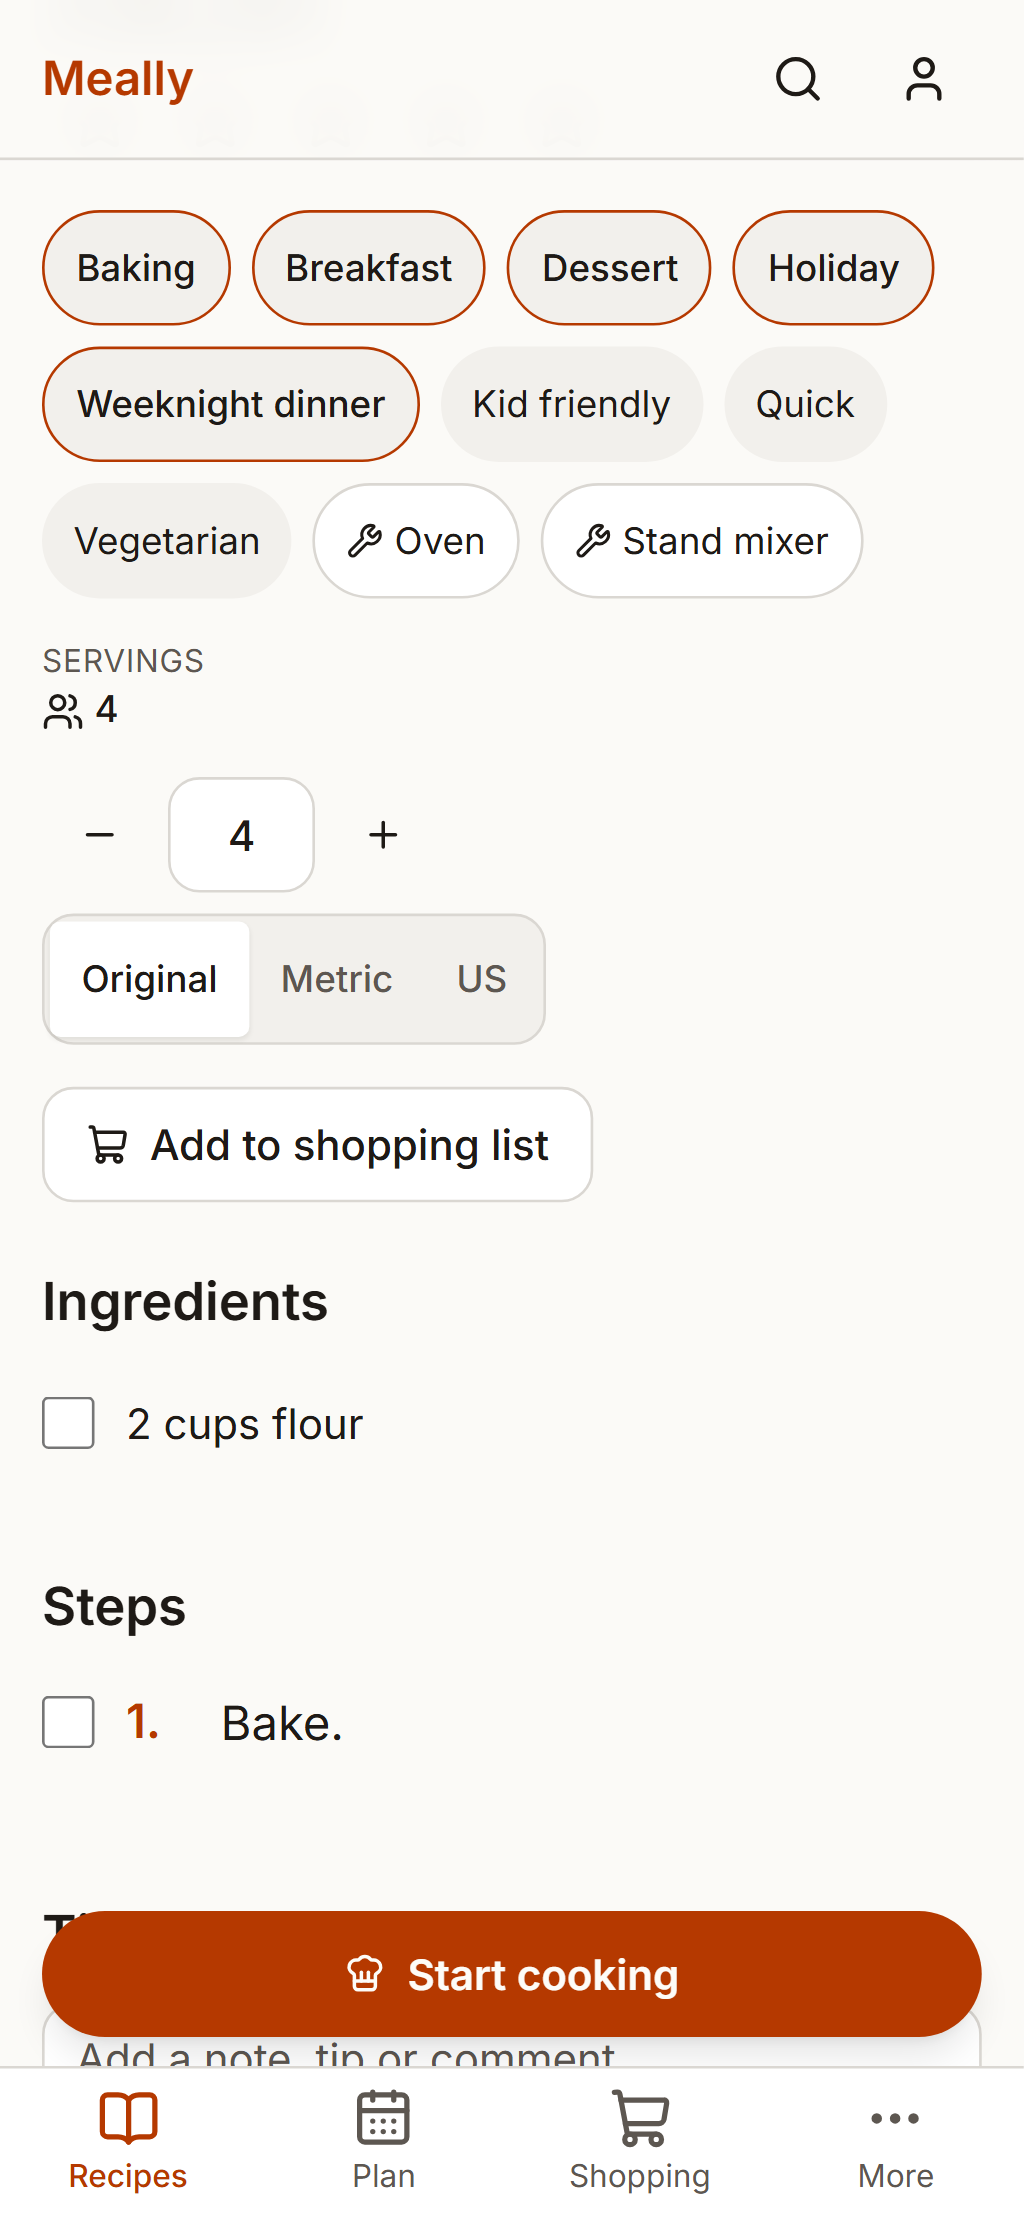 Meally
Baking Breakfast Dessert Holiday
Weeknight dinner Kid friendly Quick
Vegetarian Oven Stand mixer
SERVINGS
4
− 4 +
Original Metric US
Add to shopping list
Ingredients
2 cups flour
Steps
1. Bake.
Start cooking
Add a note, tip or comment
Recipes Plan Shopping More